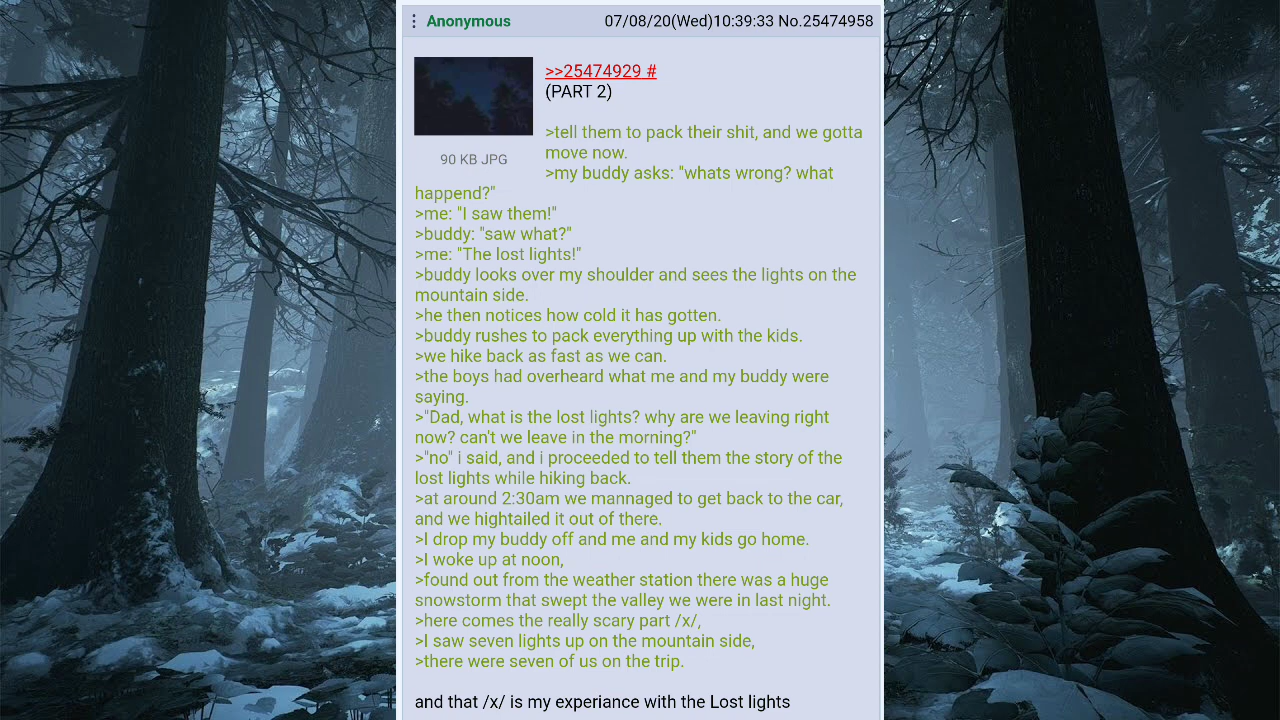 Anonymous 07/08/20(Wed)10:39:33 No.25474958
>>25474929 #
(PART 2)
>tell them to pack their shit, and we gotta
move now.
90 KB JPG
>my buddy asks: "whats wrong? what
happend?"
>me: "I saw them!"
>buddy: "saw what?"
>me: "The lost lights!"
>buddy looks over my shoulder and sees the lights on the
mountain side.
>he then notices how cold it has gotten.
>buddy rushes to pack everything up with the kids.
>we hike back as fast as we can.
>the boys had overheard what me and my buddy were
saying.
>"Dad, what is the lost lights? why are we leaving right
now? can't we leave in the morning?"
>"no" i said, and i proceeded to tell them the story of the
lost lights while hiking back.
>at around 2:30am we mannaged to get back to the car,
and we hightailed it out of there.
>I drop my buddy off and me and my kids go home.
>I woke up at noon,
>found out from the weather station there was a huge
snowstorm that swept the valley we were in last night.
>here comes the really scary part /x/,
>I saw seven lights up on the mountain side,
>there were seven of us on the trip.
and that /x/ is my experiance with the Lost lights